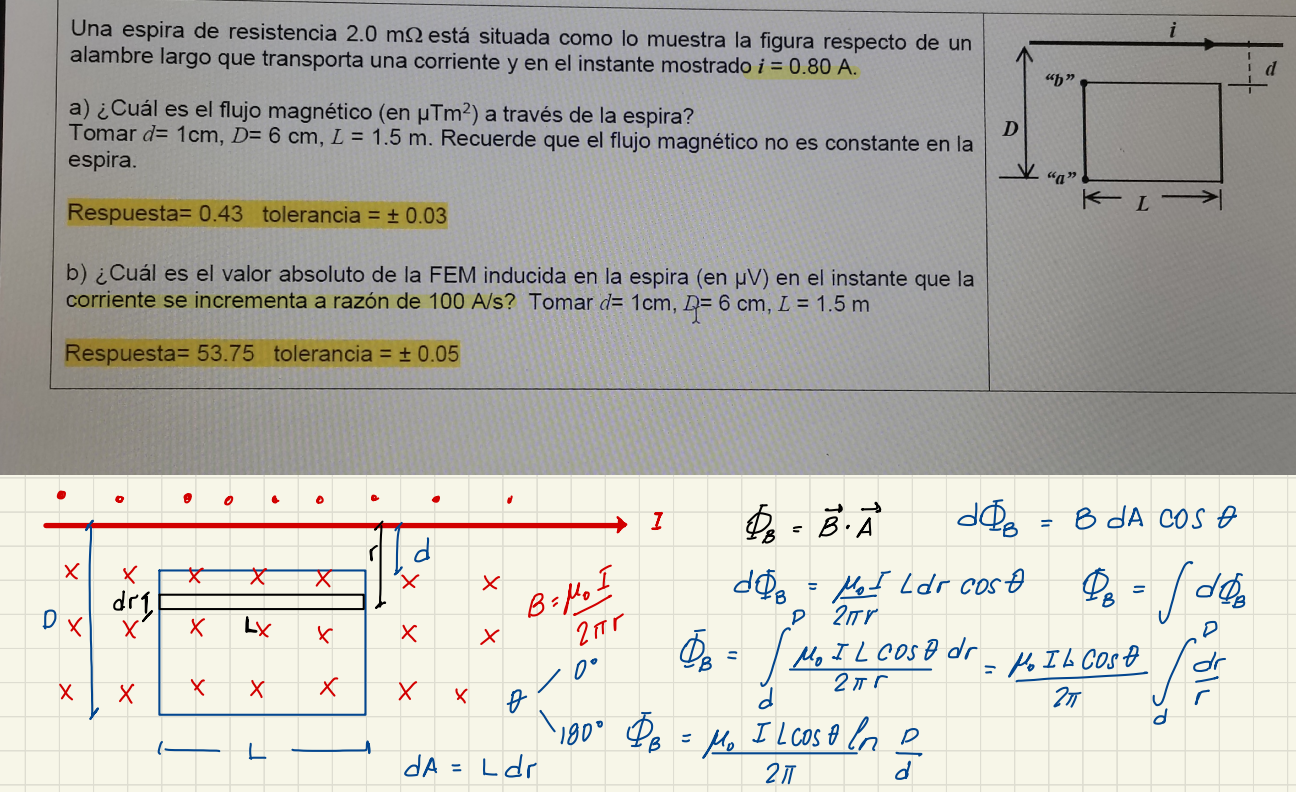 Una espira de resistencia 2.0 mΩ está situada como lo muestra la figura respecto de un
alambre largo que transporta una corriente y en el instante mostrado i = 0.80 A.
a) ¿Cuál es el flujo magnético (en µTm²) a través de la espira?
Tomar d= 1cm, D= 6 cm, L = 1.5 m. Recuerde que el flujo magnético no es constante en la
espira.
Respuesta= 0.43 tolerancia = ± 0.03
b) ¿Cuál es el valor absoluto de la FEM inducida en la espira (en µV) en el instante que la
corriente se incrementa a razón de 100 A/s? Tomar d= 1cm, D= 6 cm, L = 1.5 m
Respuesta= 53.75 tolerancia = ± 0.05
i
d
"b"
D
"a"
L
I
r
d
x x x x x x x
dr
D x x x L x x x x
x x x x x x x
L
B = µ₀ I / 2πr
θ 0° 180°
dA = L dr
Φ_B = B⃗ · A⃗
dΦ_B = B dA cos θ
dΦ_B = µ₀ I / 2πr L dr cos θ
Φ_B = ∫ dΦ_B
Φ_B = ∫_d^D µ₀ I L cos θ dr / 2πr = µ₀ I L cos θ / 2π ∫_d^D dr / r
Φ_B = µ₀ I L cos θ / 2π ln D / d